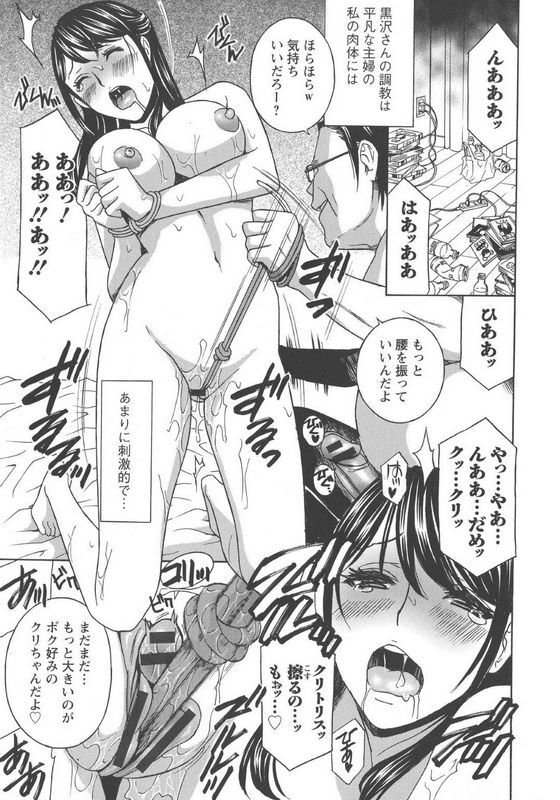 んああああッ
はぁッああ
黒沢さんの調教は
平凡な主婦の
私の肉体には
ほらほらw
気持ち
いいだろー?
ああっ!
ああッ!!あッ!!
ひああッ
もっと
腰を振って
いいんだよ
あまりに刺激的で…
やっ…やあ…
んああ…だめッ
クッ…クリッ
クリトリスッ
擦るの…ッ
こす
もぉッ…♡
まだまだ…
もっと大きいのが
ボク好みの
クリちゃんだよ♡